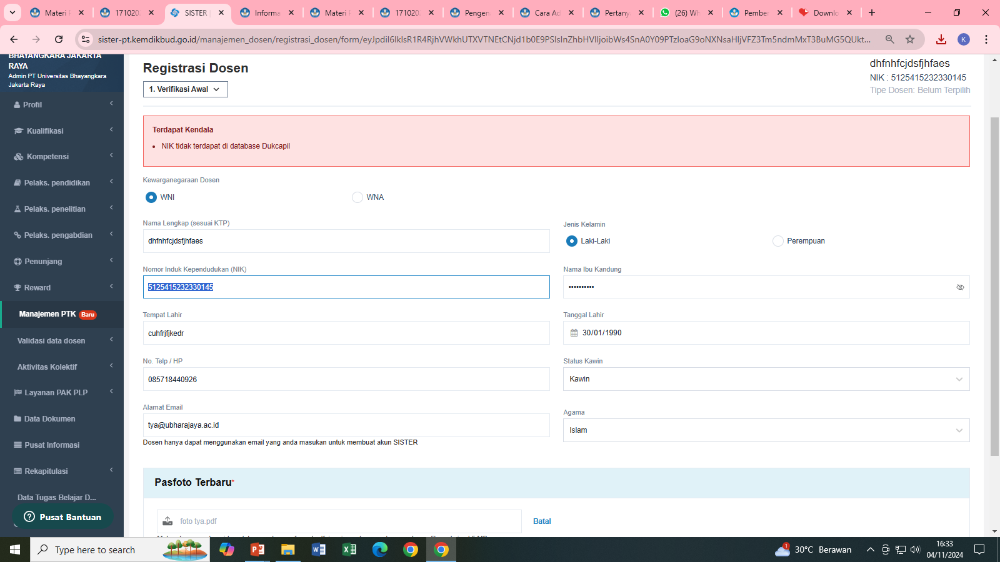 Materi
171020
SISTER
Informa
Materi
171020
Pengen
Cara Ad
Pertany
(26) Wh
Pember
Downlo
sister-pt.kemdikbud.go.id/manajemen_dosen/registrasi_dosen/form/
K
BHAYANGKARA JAKARTA
RAYA
Admin PT Universitas Bhayangkara
Jakarta Raya
Profil
Kualifikasi
Kompetensi
Pelaks. pendidikan
Pelaks. penelitian
Pelaks. pengabdian
Penunjang
Reward
Manajemen PTK Baru
Validasi data dosen
Aktivitas Kolektif
Layanan PAK PLP
Data Dokumen
Pusat Informasi
Rekapitulasi
Data Tugas Belajar D...
Pusat Bantuan
Registrasi Dosen
1. Verifikasi Awal
dhfnhfcjdsfjhfaes
NIK : 5125415232330145
Tipe Dosen: Belum Terpilih
Terdapat Kendala
• NIK tidak terdapat di database Dukcapil
Kewarganegaraan Dosen
WNI WNA
Nama Lengkap (sesuai KTP)
dhfnhfcjdsfjhfaes
Jenis Kelamin
Laki-Laki Perempuan
Nomor Induk Kependudukan (NIK)
5125415232330145
Nama Ibu Kandung
••••••••••
Tempat Lahir
cuhfrjfjkedr
Tanggal Lahir
30/01/1990
No. Telp / HP
085718440926
Status Kawin
Kawin
Alamat Email
tya@ubharajaya.ac.id
Dosen hanya dapat menggunakan email yang anda masukan untuk membuat akun SISTER
Agama
Islam
Pasfoto Terbaru*
foto tya.pdf
Batal
Type here to search
1
30°C Berawan
16:33
04/11/2024